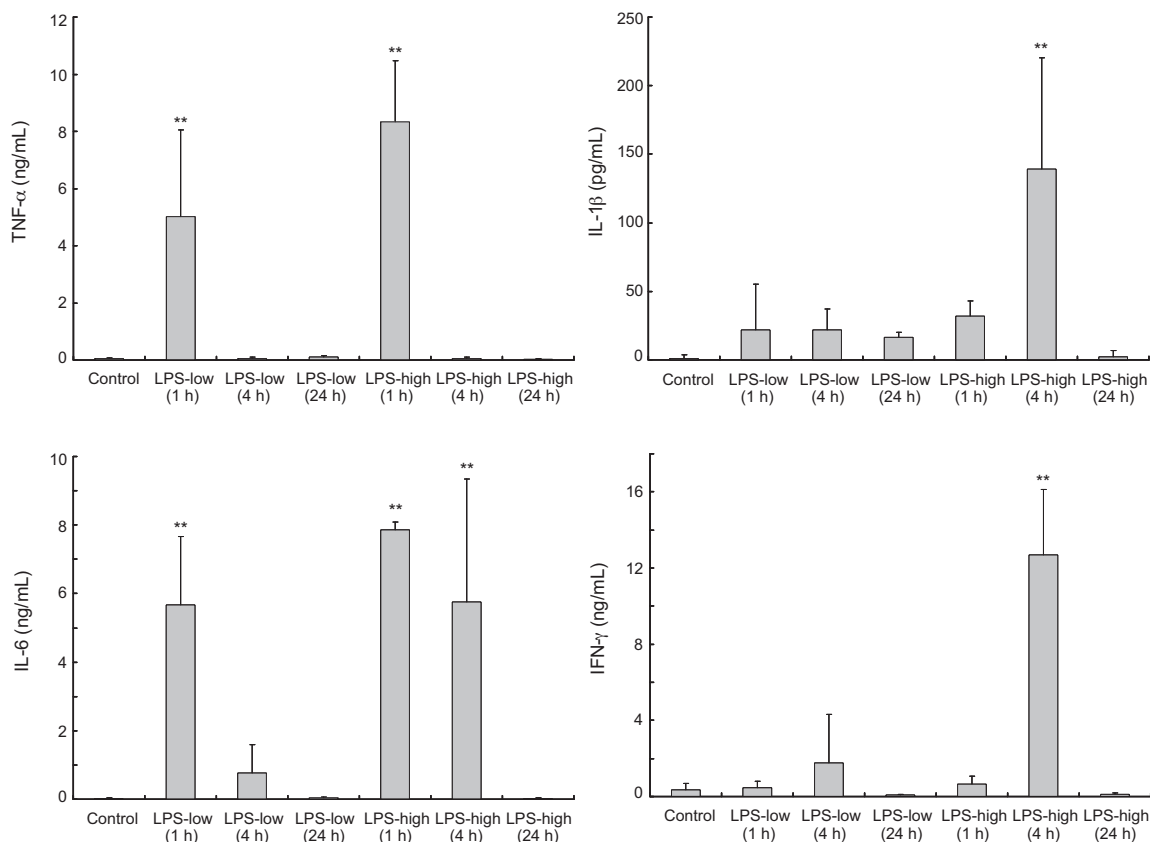 TNF-α (ng/mL)
12
10
8
6
4
2
0
**
**
Control
LPS-low
(1 h)
LPS-low
(4 h)
LPS-low
(24 h)
LPS-high
(1 h)
LPS-high
(4 h)
LPS-high
(24 h)
IL-1β (pg/mL)
250
200
150
100
50
0
**
Control
LPS-low
(1 h)
LPS-low
(4 h)
LPS-low
(24 h)
LPS-high
(1 h)
LPS-high
(4 h)
LPS-high
(24 h)
IL-6 (ng/mL)
10
8
6
4
2
0
**
**
**
Control
LPS-low
(1 h)
LPS-low
(4 h)
LPS-low
(24 h)
LPS-high
(1 h)
LPS-high
(4 h)
LPS-high
(24 h)
IFN-γ (ng/mL)
16
12
8
4
0
**
Control
LPS-low
(1 h)
LPS-low
(4 h)
LPS-low
(24 h)
LPS-high
(1 h)
LPS-high
(4 h)
LPS-high
(24 h)